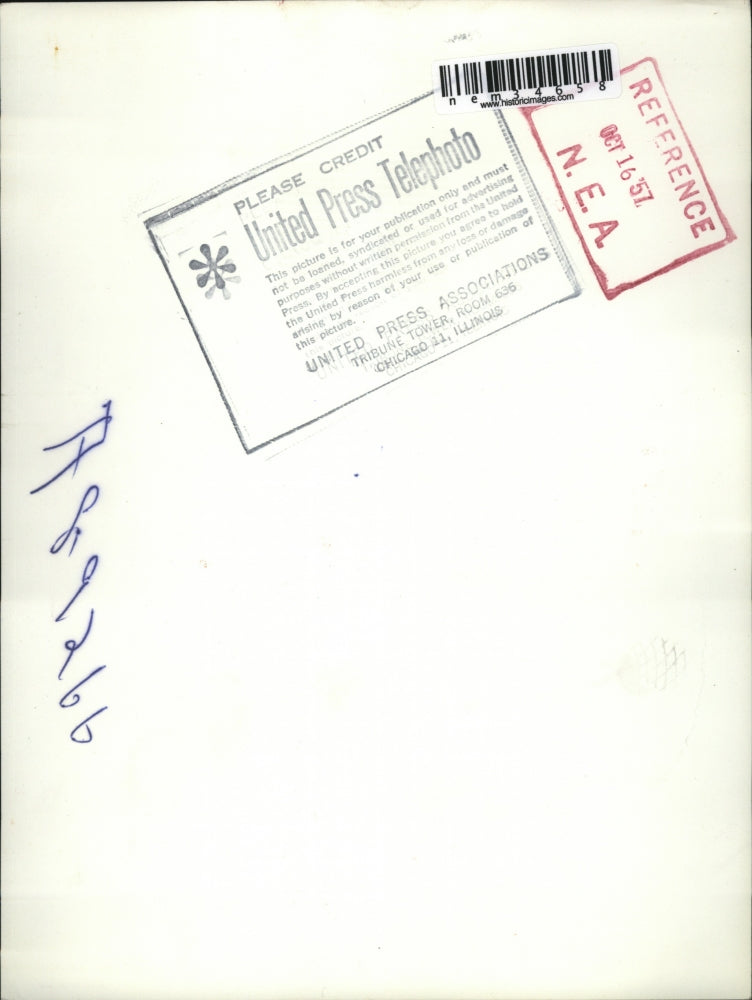 nem34658
www.historicimages.com
REFERENCE
OCT 16 '57
N. E. A.
PLEASE CREDIT
United Press Telephoto
This picture is for your publication only and must
not be loaned, syndicated or used for advertising
purposes without written permission from the United
Press. By accepting this picture you agree to hold
the United Press harmless from any loss or damage
arising by reason of your use or publication of
this picture.
UNITED PRESS ASSOCIATIONS
TRIBUNE TOWER, ROOM 636
CHICAGO 11, ILLINOIS